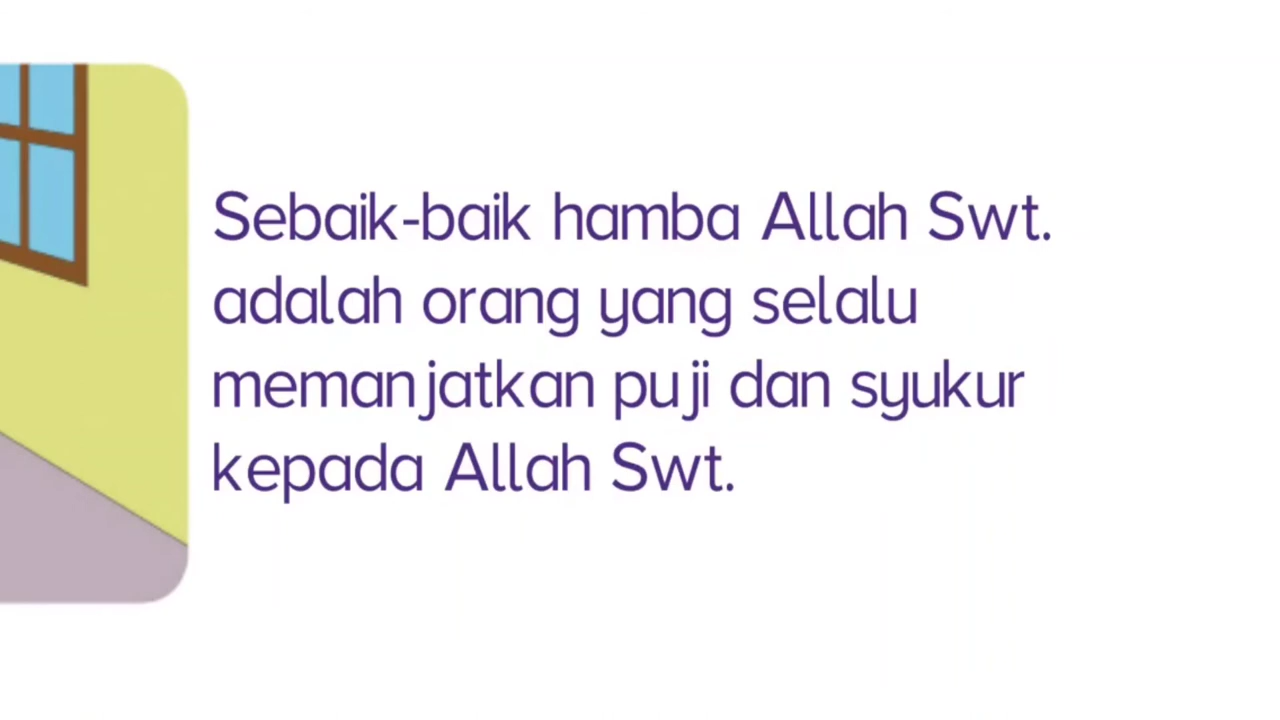 Sebaik-baik hamba Allah Swt.
adalah orang yang selalu
memanjatkan puji dan syukur
kepada Allah Swt.